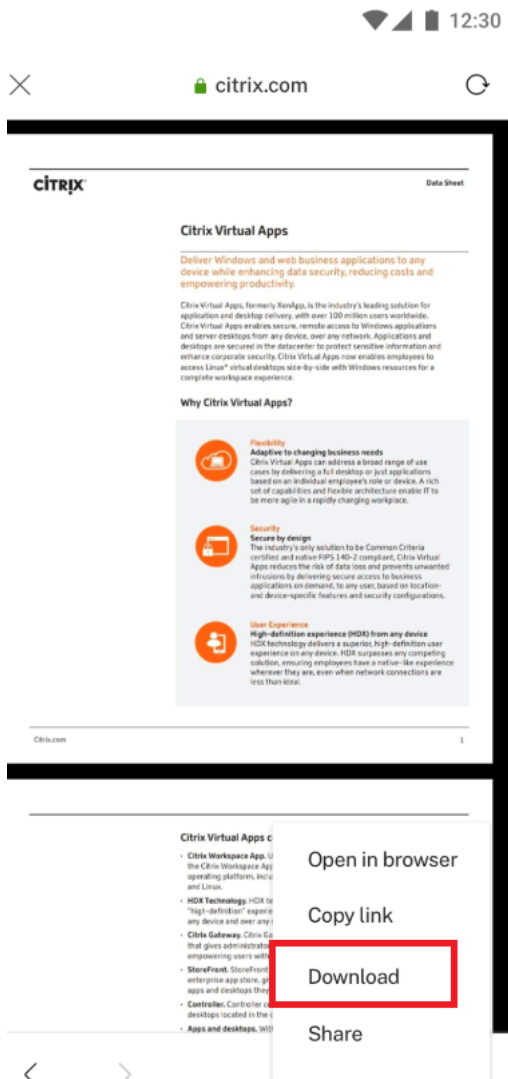 12:30
citrix.com
CİTRIX
Data Sheet
Citrix Virtual Apps
Deliver Windows and web business applications to any
device while enhancing data security, reducing costs and
empowering productivity.
Citrix Virtual Apps, formerly XenApp, is the industry's leading solution for
application and desktop delivery, with over 100 million users worldwide.
Citrix Virtual Apps enables secure, remote access to Windows applications
and server desktops from any device, over any network. Applications and
desktops are secured in the datacenter to protect sensitive information and
enhance corporate security. Citrix Virtual Apps now enables employees to
access Linux® virtual desktops side-by-side with Windows resources for a
complete workspace experience.
Why Citrix Virtual Apps?
Flexibility
Adaptive to changing business needs
Citrix Virtual Apps can address a broad range of use
cases by delivering a full desktop or just applications
based on an individual employee's role or device. A rich
set of capabilities and flexible architecture enable IT to
be more agile in a rapidly changing workplace.
Security
Secure by design
The industry's only solution to be Common Criteria
certified and native FIPS 140-2 compliant, Citrix Virtual
Apps reduces the risk of data loss and prevents unwanted
intrusions by delivering secure access to business
applications on demand, to any user, based on location-
and device-specific features and security configurations.
User Experience
High-definition experience (HDX) from any device
HDX technology delivers a superior, high-definition user
experience on any device. HDX surpasses any competing
solution, ensuring employees have a native-like experience
wherever they are, even when network connections are
less than ideal.
Citrix.com
1
Citrix Virtual Apps c
• Citrix Workspace App. U
the Citrix Workspace App
operating platform, inclu
and Linux.
• HDX Technology. HDX te
"high-definition" experie
any device and over any
• Citrix Gateway. Citrix Ga
that gives administrato
empowering users with
• StoreFront. StoreFront
enterprise app store, gi
apps and desktops they
• Controller. Controller c
desktops located in the
• Apps and desktops. Wit
Open in browser
Copy link
Download
Share